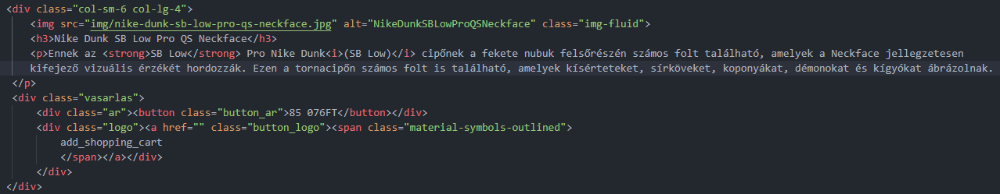 <div class="col-sm-6 col-lg-4">
<img src="img/nike-dunk-sb-low-pro-qs-neckface.jpg" alt="NikeDunkSBLowProQSNeckface" class="img-fluid">
<h3>Nike Dunk SB Low Pro QS Neckface</h3>
<p>Ennek az <strong>SB Low</strong> Pro Nike Dunk<i>(SB Low)</i> cipőnek a fekete nubuk felsőrészén számos folt található, amelyek a Neckface jellegzetesen
kifejező vizuális érzékét hordozzák. Ezen a tornacipőn számos folt is található, amelyek kísérteteket, sírköveket, koponyákat, démonokat és kígyókat ábrázolnak.
</p>
<div class="vasarlas">
<div class="ar"><button class="button_ar">85 076FT</button></div>
<div class="logo"><a href="" class="button_logo"><span class="material-symbols-outlined">
add_shopping_cart
</span></a></div>
</div>
</div>